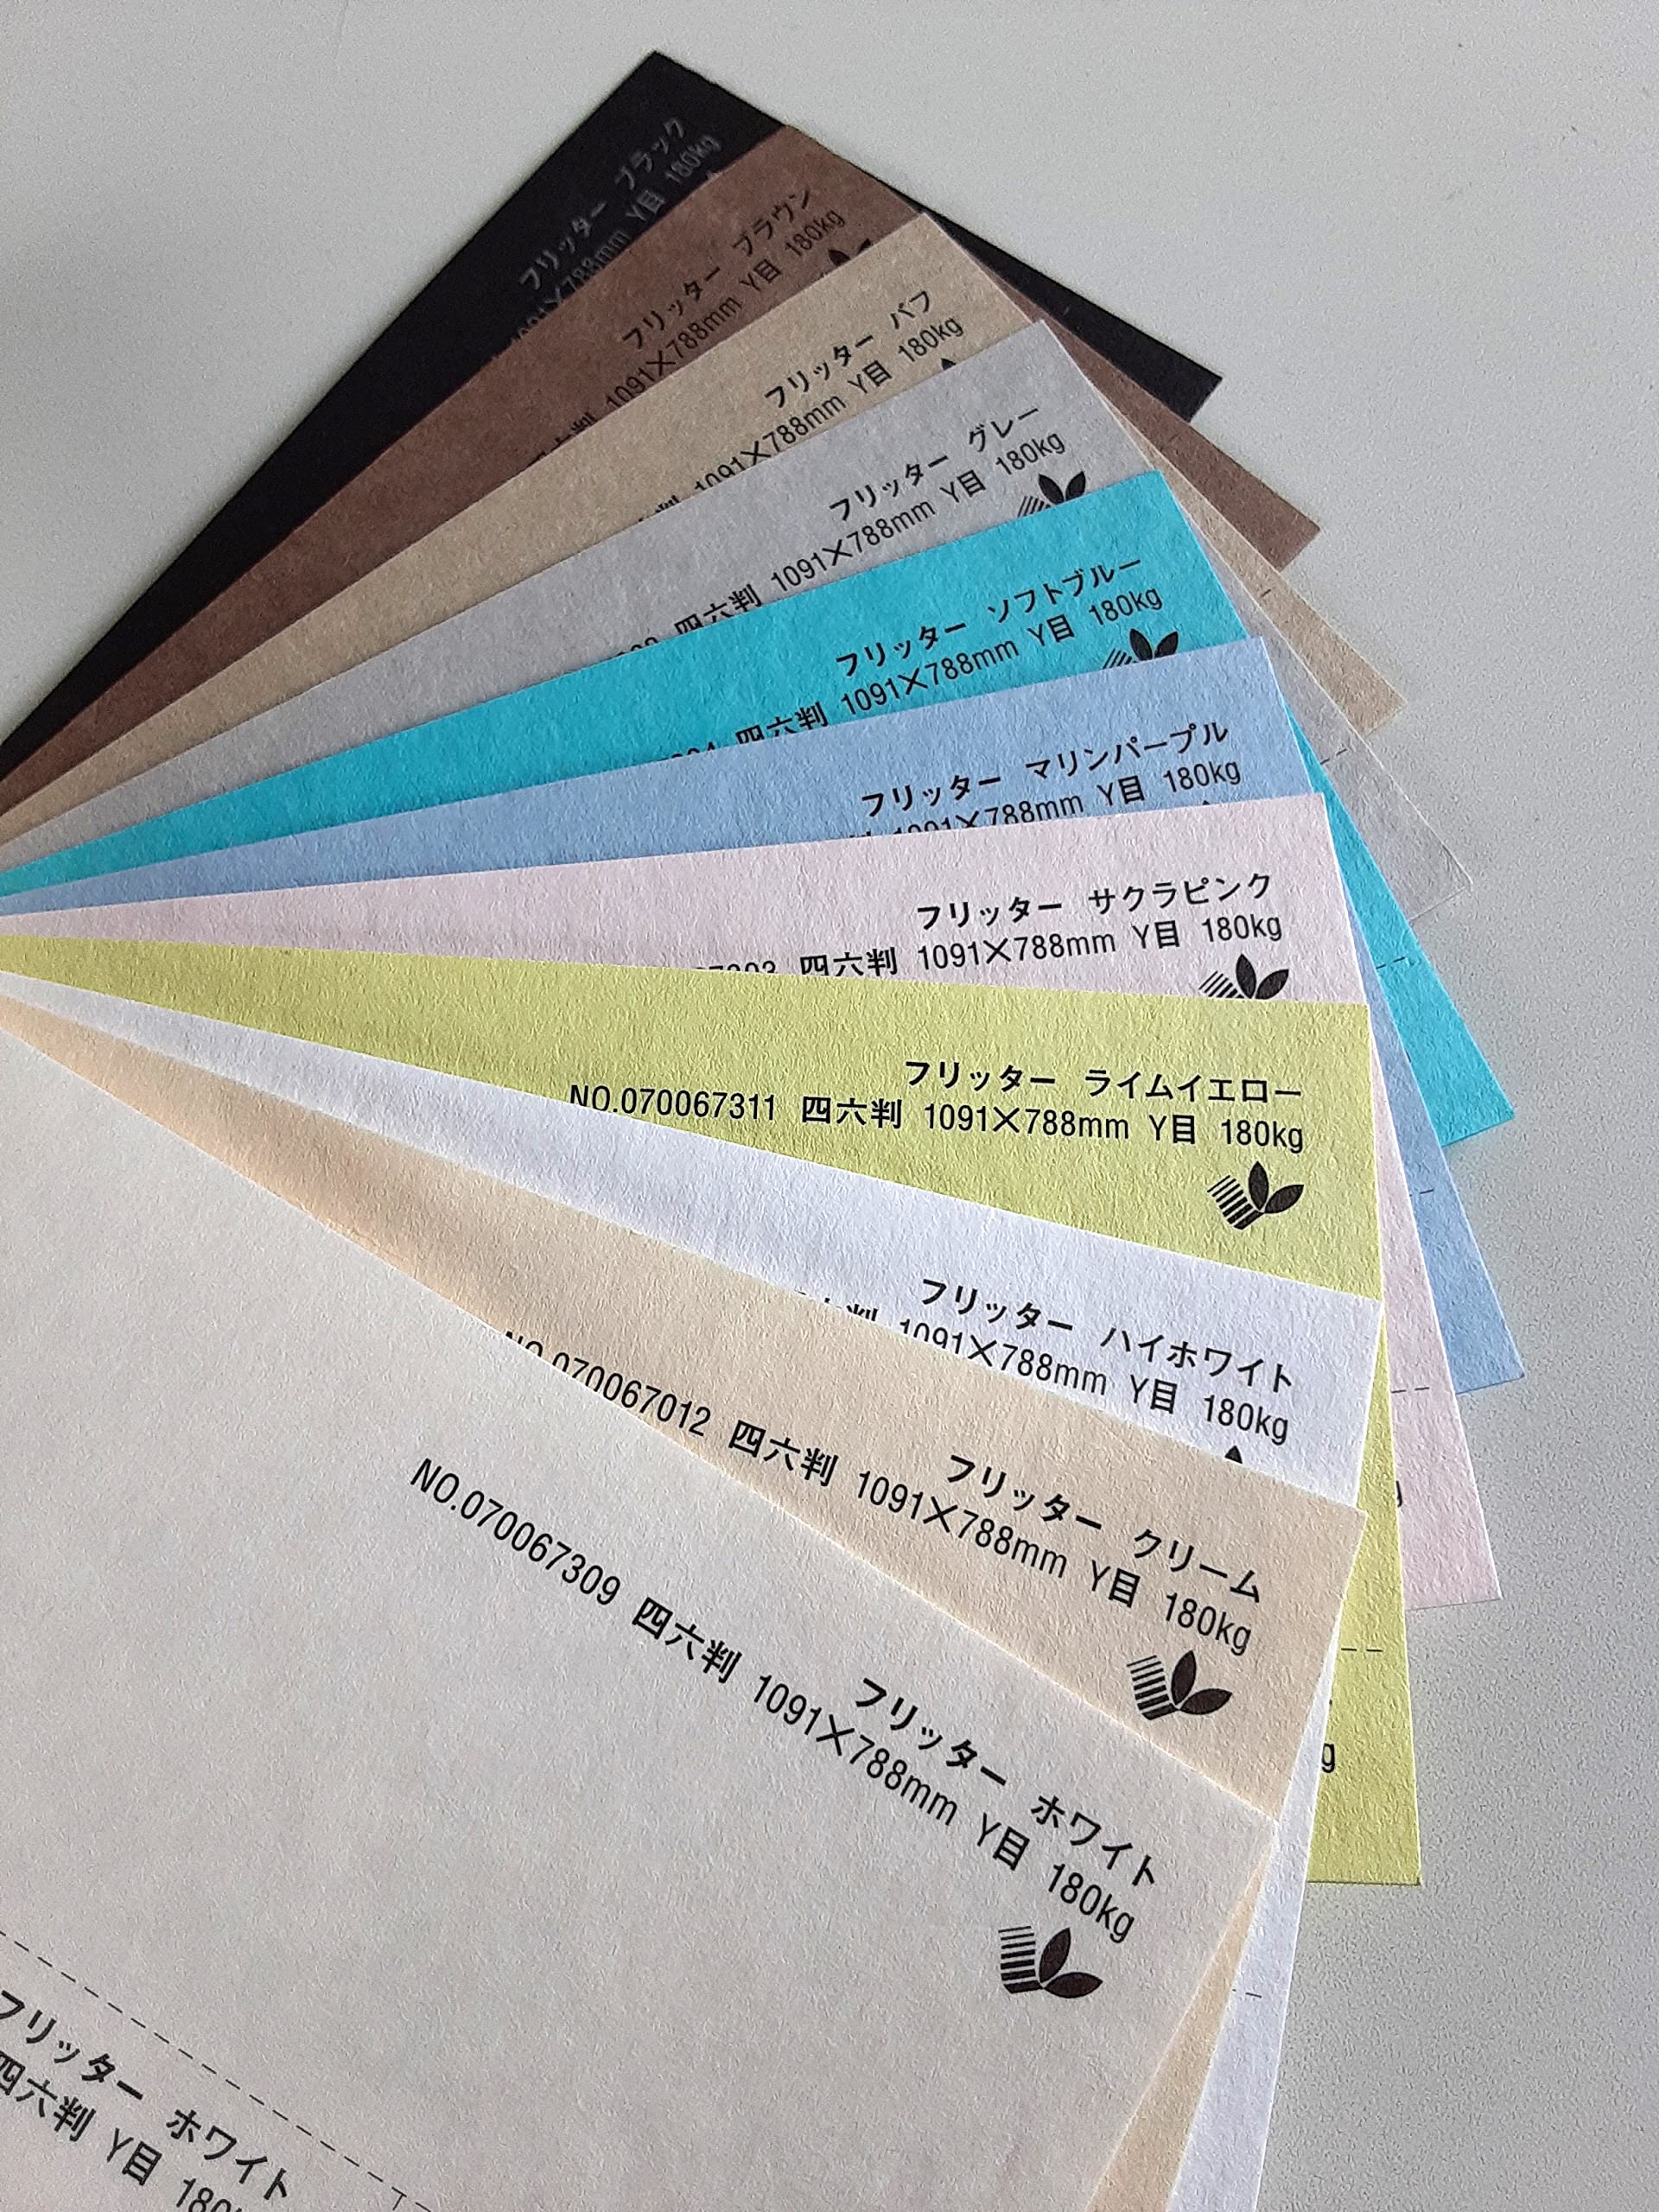 フリッター ブラック
1091×788mm Y目 180kg
フリッター ブラウン
1091×788mm Y目 180kg
フリッター バフ
1091×788mm Y目 180kg
フリッター グレー
四六判 1091×788mm Y目 180kg
フリッター ソフトブルー
四六判 1091×788mm Y目 180kg
フリッター マリンパープル
1091×788mm Y目 180kg
フリッター サクラピンク
四六判 1091×788mm Y目 180kg
フリッター ライムイエロー
NO.070067311 四六判 1091×788mm Y目 180kg
フリッター ハイホワイト
1091×788mm Y目 180kg
フリッター クリーム
NO.070067012 四六判 1091×788mm Y目 180kg
フリッター ホワイト
NO.070067309 四六判 1091×788mm Y目 180kg
フリッター ホワイト
四六判 Y目